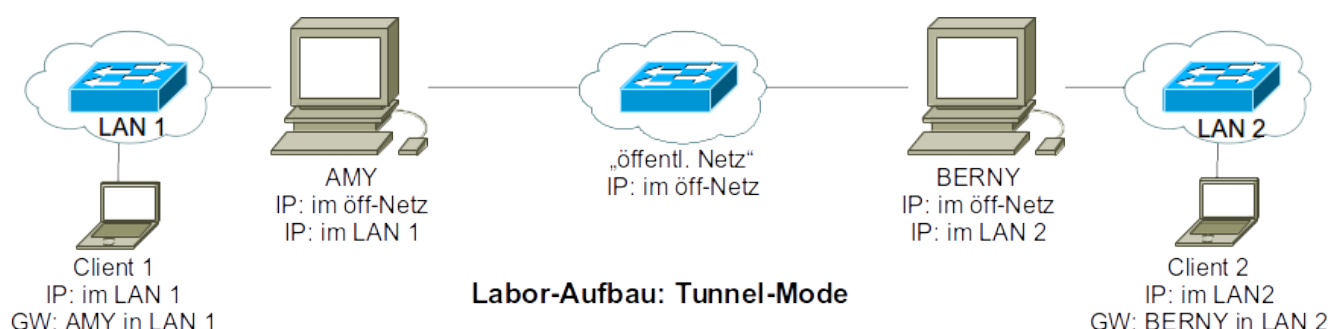 LAN 1
AMY
IP: im öff-Netz
IP: im LAN 1
„öffentl. Netz“
IP: im öff-Netz
BERNY
IP: im öff-Netz
IP: im LAN 2
LAN 2
Client 1
IP: im LAN 1
GW: AMY in LAN 1
Labor-Aufbau: Tunnel-Mode
Client 2
IP: im LAN2
GW: BERNY in LAN 2